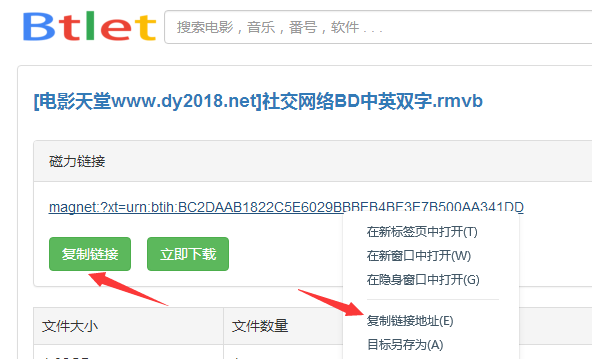 Btlet
搜索电影，音乐，番号，软件 . . .
[电影天堂www.dy2018.net]社交网络BD中英双字.rmvb
磁力链接
magnet:?xt=urn:btih:BC2DAAB1822C5E6029BBBEB4BE3E7B500AA341DD
复制链接 立即下载
在新标签页中打开(T)
在新窗口中打开(W)
在隐身窗口中打开(G)
复制链接地址(E)
目标另存为(A)
文件大小 文件数量